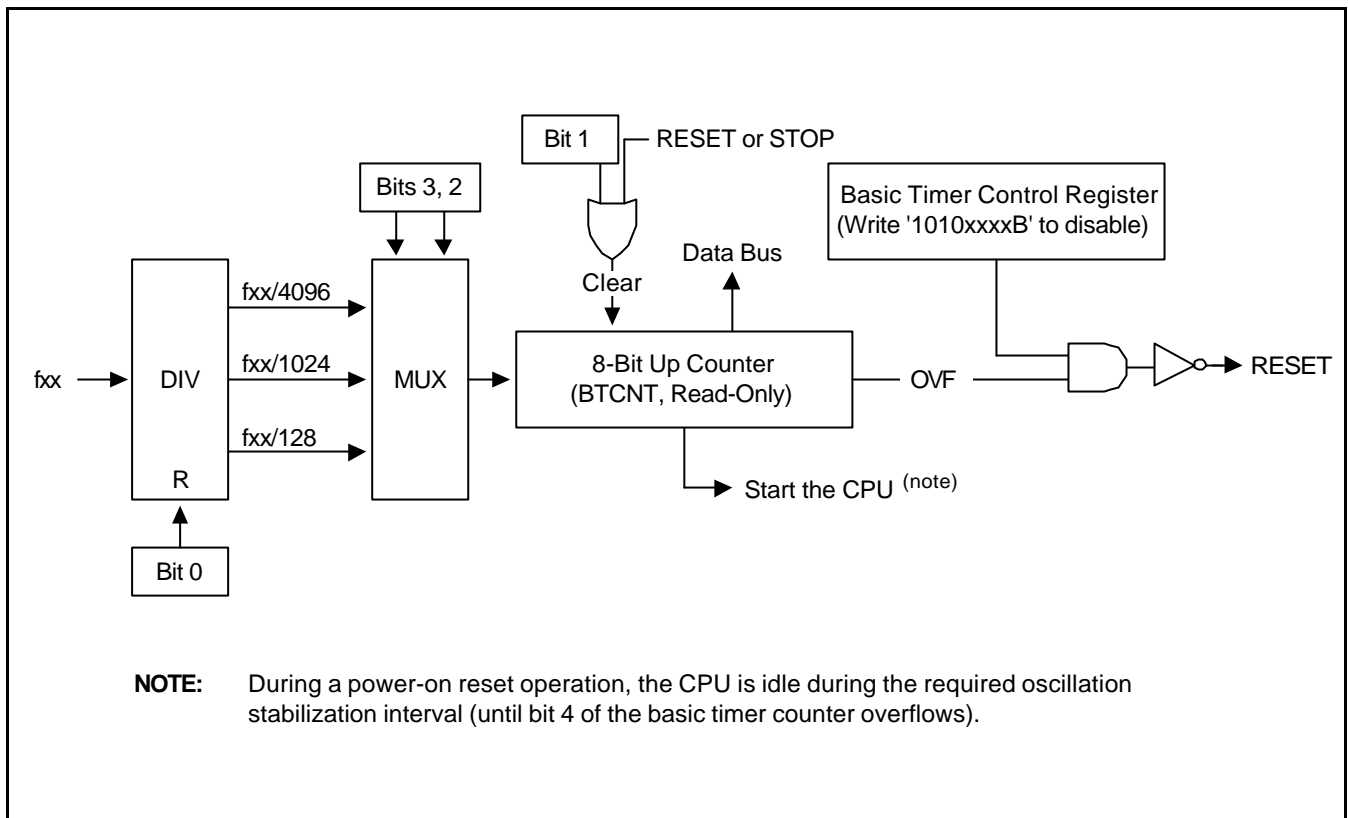 Bit 1
RESET or STOP
Bits 3, 2
Basic Timer Control Register
(Write '1010xxxxB' to disable)
Data Bus
Clear
fxx/4096
fxx
DIV
fxx/1024
MUX
8-Bit Up Counter
(BTCNT, Read-Only)
OVF
RESET
fxx/128
R
Start the CPU (note)
Bit 0
NOTE: During a power-on reset operation, the CPU is idle during the required oscillation
stabilization interval (until bit 4 of the basic timer counter overflows).